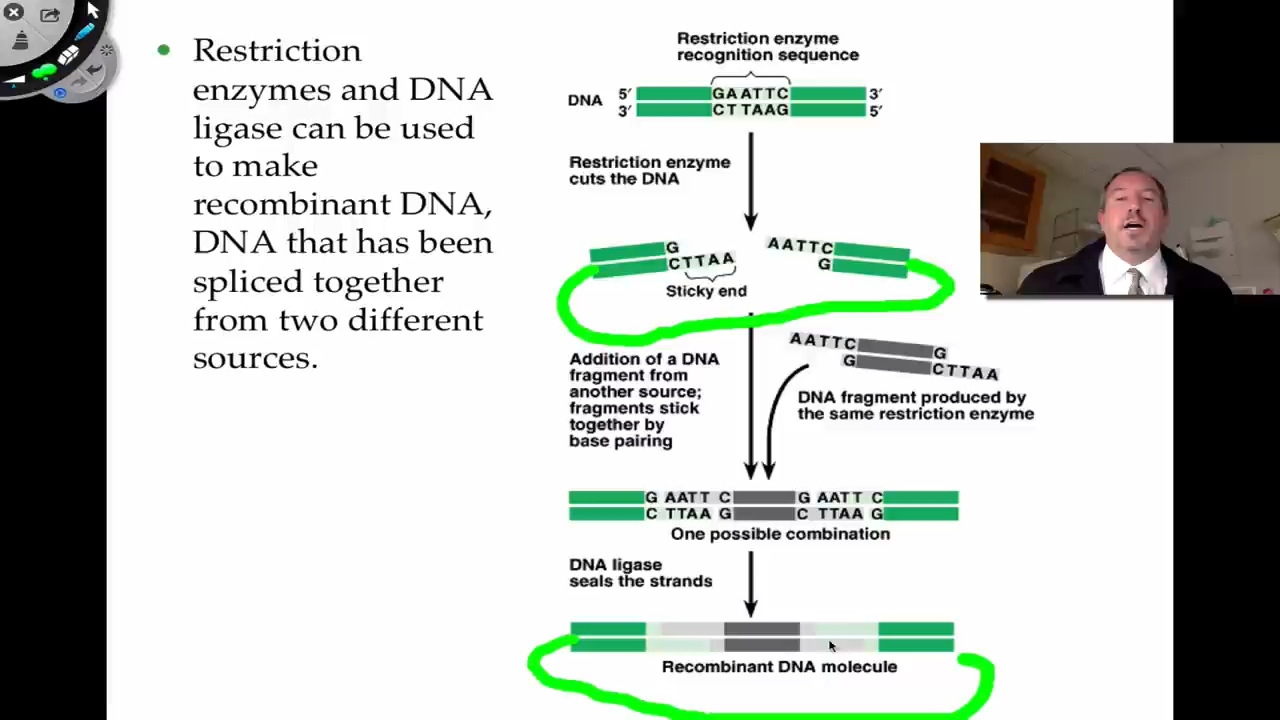 Restriction
enzymes and DNA
ligase can be used
to make
recombinant DNA,
DNA that has been
spliced together
from two different
sources.
Restriction enzyme
recognition sequence
DNA 5′ GAATTC 3′
3′ CTTAAG 5′
Restriction enzyme
cuts the DNA
G AATTC
CTTAA G
Sticky end
Addition of a DNA
fragment from
another source;
fragments stick
together by
base pairing
AATTC G
G CTTAA
DNA fragment produced by
the same restriction enzyme
G AATT C G AATT C
C TTAA G C TTAA G
One possible combination
DNA ligase
seals the strands
Recombinant DNA molecule